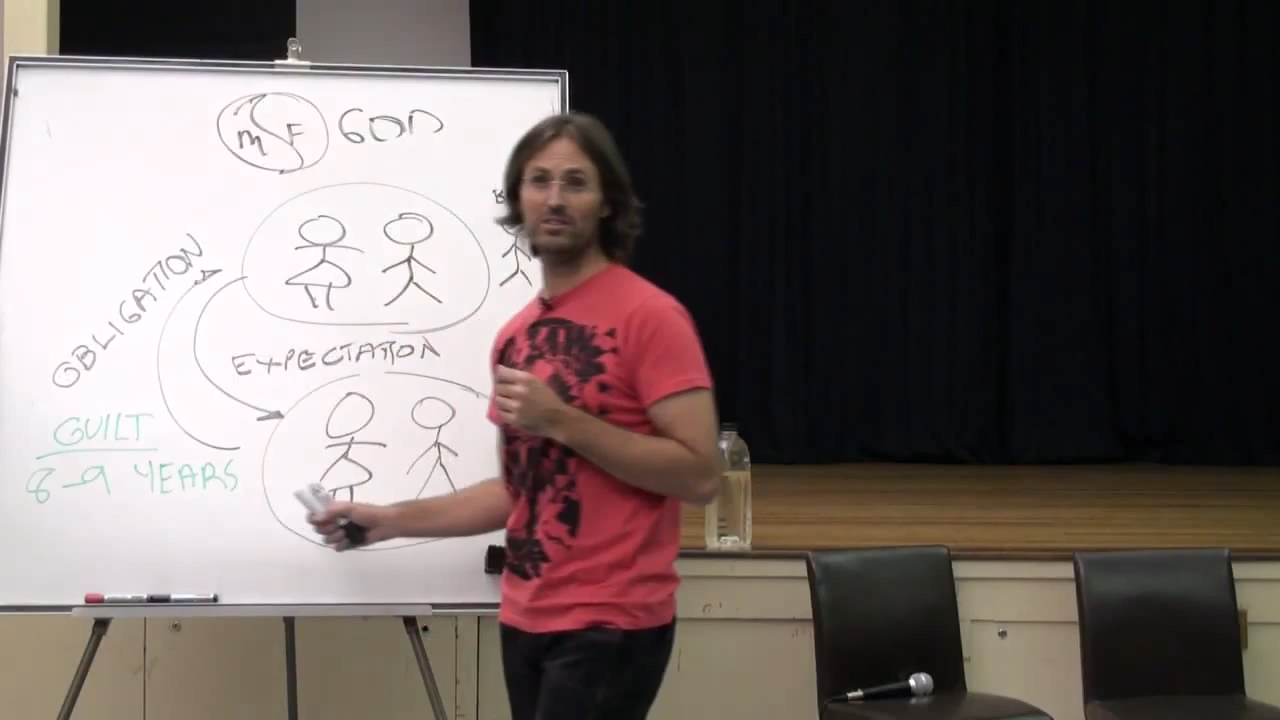 M F GOD
OBLIGATION
EXPECTATION
GUILT
8-9 YEARS